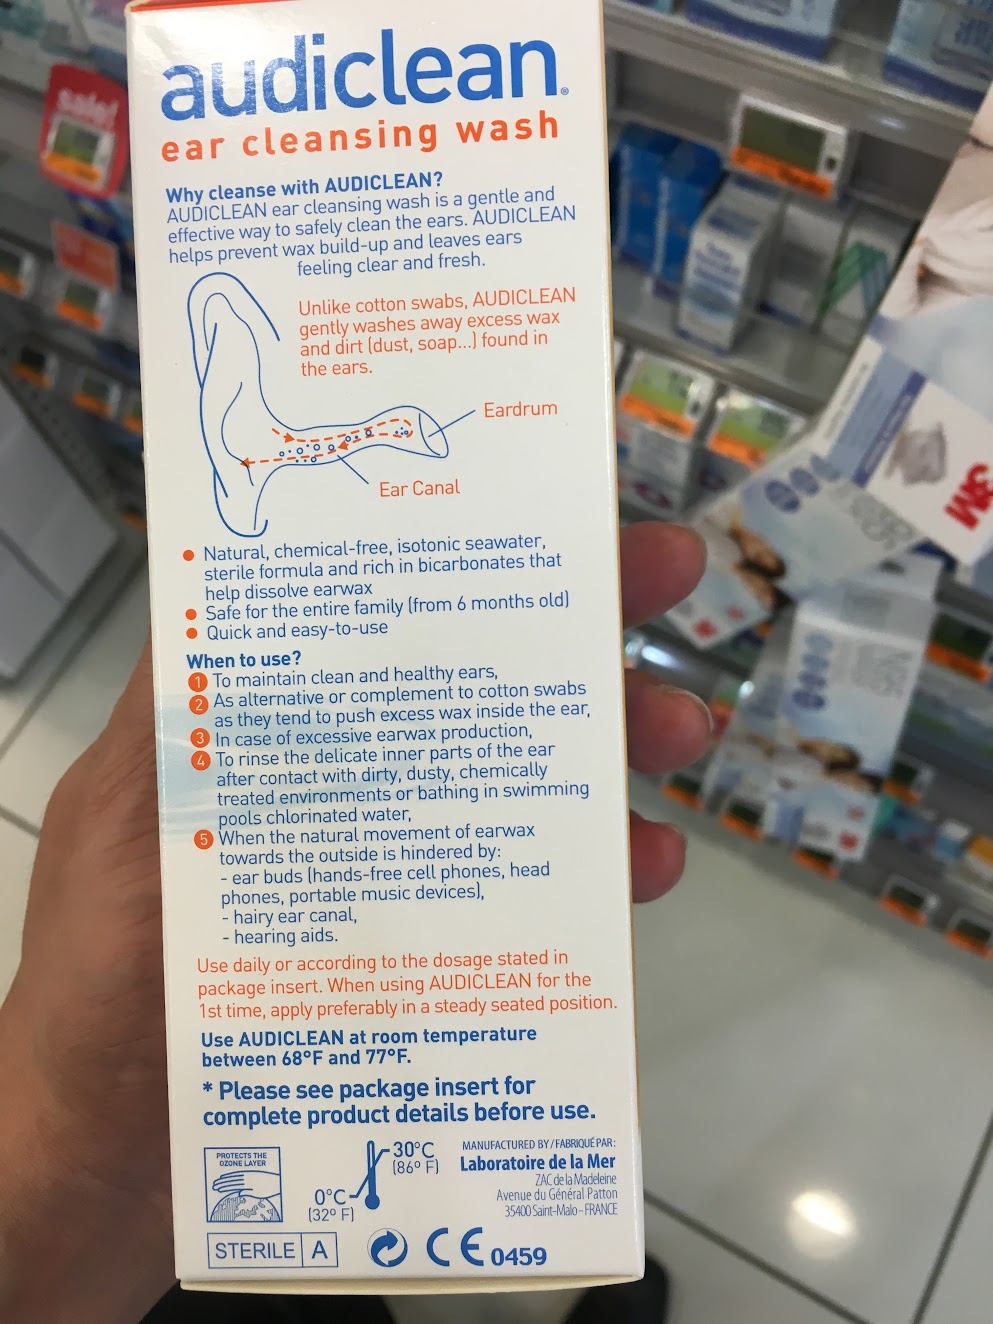 audiclean®
ear cleansing wash
Why cleanse with AUDICLEAN?
AUDICLEAN ear cleansing wash is a gentle and
effective way to safely clean the ears. AUDICLEAN
helps prevent wax build-up and leaves ears
feeling clear and fresh.
Unlike cotton swabs, AUDICLEAN
gently washes away excess wax
and dirt (dust, soap...) found in
the ears.
Eardrum
Ear Canal
• Natural, chemical-free, isotonic seawater,
sterile formula and rich in bicarbonates that
help dissolve earwax
• Safe for the entire family (from 6 months old)
• Quick and easy-to-use
When to use?
1 To maintain clean and healthy ears,
2 As alternative or complement to cotton swabs
as they tend to push excess wax inside the ear,
3 In case of excessive earwax production,
4 To rinse the delicate inner parts of the ear
after contact with dirty, dusty, chemically
treated environments or bathing in swimming
pools chlorinated water,
5 When the natural movement of earwax
towards the outside is hindered by:
- ear buds (hands-free cell phones, head
phones, portable music devices),
- hairy ear canal,
- hearing aids.
Use daily or according to the dosage stated in
package insert. When using AUDICLEAN for the
1st time, apply preferably in a steady seated position.
Use AUDICLEAN at room temperature
between 68°F and 77°F.
* Please see package insert for
complete product details before use.
PROTECTS THE
OZONE LAYER
30°C
(86° F)
0°C
(32° F)
MANUFACTURED BY / FABRIQUÉ PAR:
Laboratoire de la Mer
ZAC de la Madeleine
Avenue du Général Patton
35400 Saint-Malo - FRANCE
STERILE A
CE 0459
sale!
3M